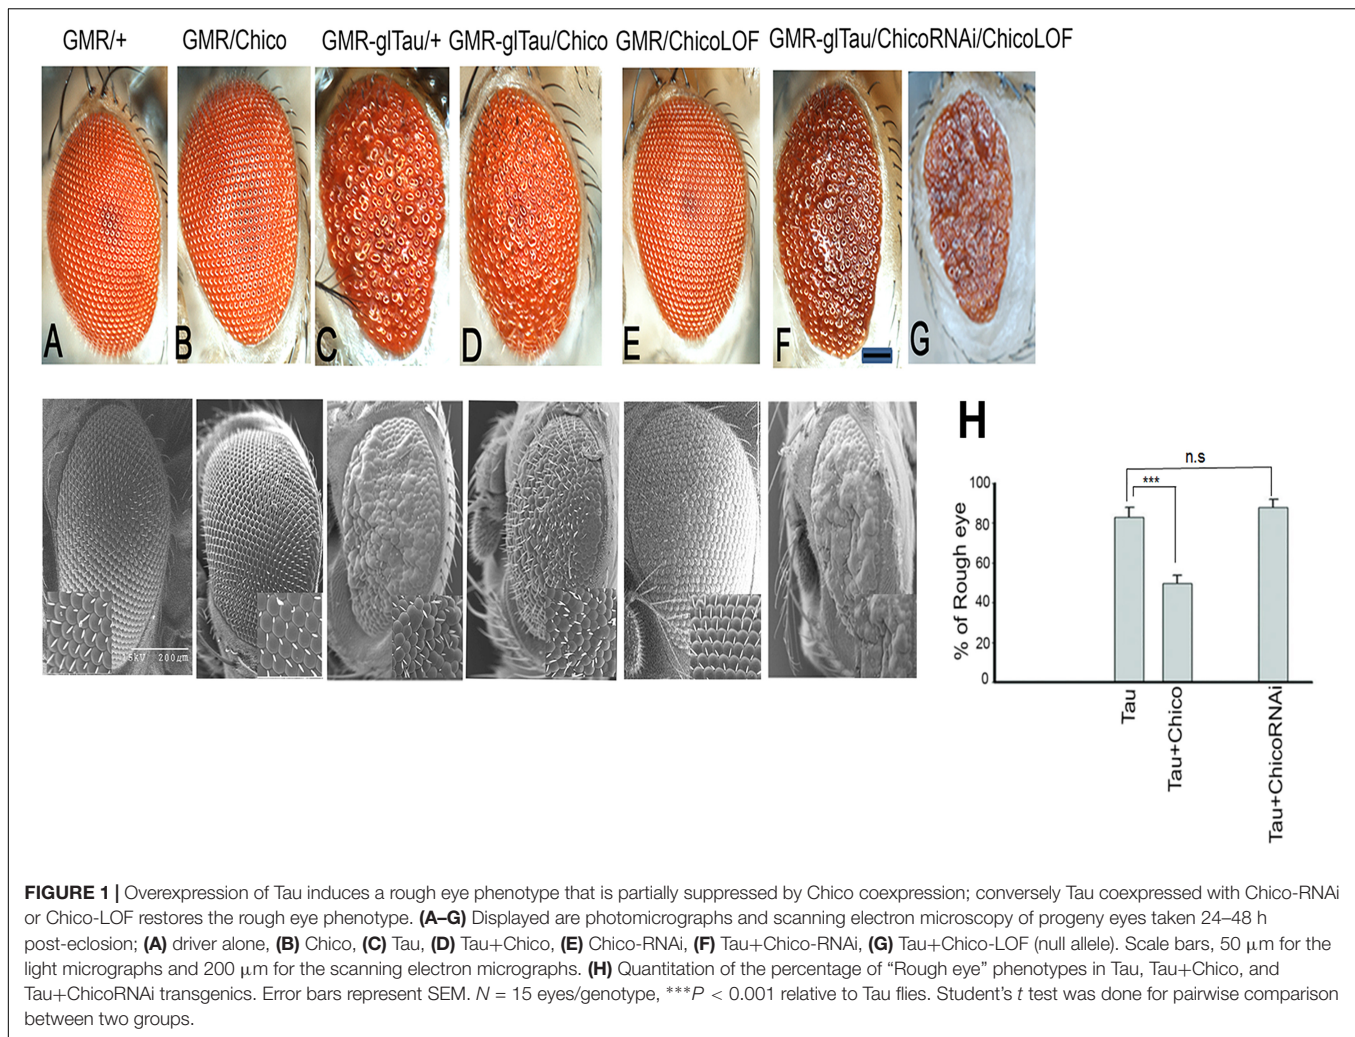 GMR/+ GMR/Chico GMR-glTau/+ GMR-glTau/Chico GMR/ChicoLOF GMR-glTau/ChicoRNAi/ChicoLOF
A B C D E F G
5kV 200µm
H
n.s
***
100
80
60
40
20
0
% of Rough eye
Tau
Tau+Chico
Tau+ChicoRNAi
FIGURE 1 | Overexpression of Tau induces a rough eye phenotype that is partially suppressed by Chico coexpression; conversely Tau coexpressed with Chico-RNAi
or Chico-LOF restores the rough eye phenotype. (A–G) Displayed are photomicrographs and scanning electron microscopy of progeny eyes taken 24–48 h
post-eclosion; (A) driver alone, (B) Chico, (C) Tau, (D) Tau+Chico, (E) Chico-RNAi, (F) Tau+Chico-RNAi, (G) Tau+Chico-LOF (null allele). Scale bars, 50 µm for the
light micrographs and 200 µm for the scanning electron micrographs. (H) Quantitation of the percentage of “Rough eye” phenotypes in Tau, Tau+Chico, and
Tau+ChicoRNAi transgenics. Error bars represent SEM. N = 15 eyes/genotype, ***P < 0.001 relative to Tau flies. Student’s t test was done for pairwise comparison
between two groups.